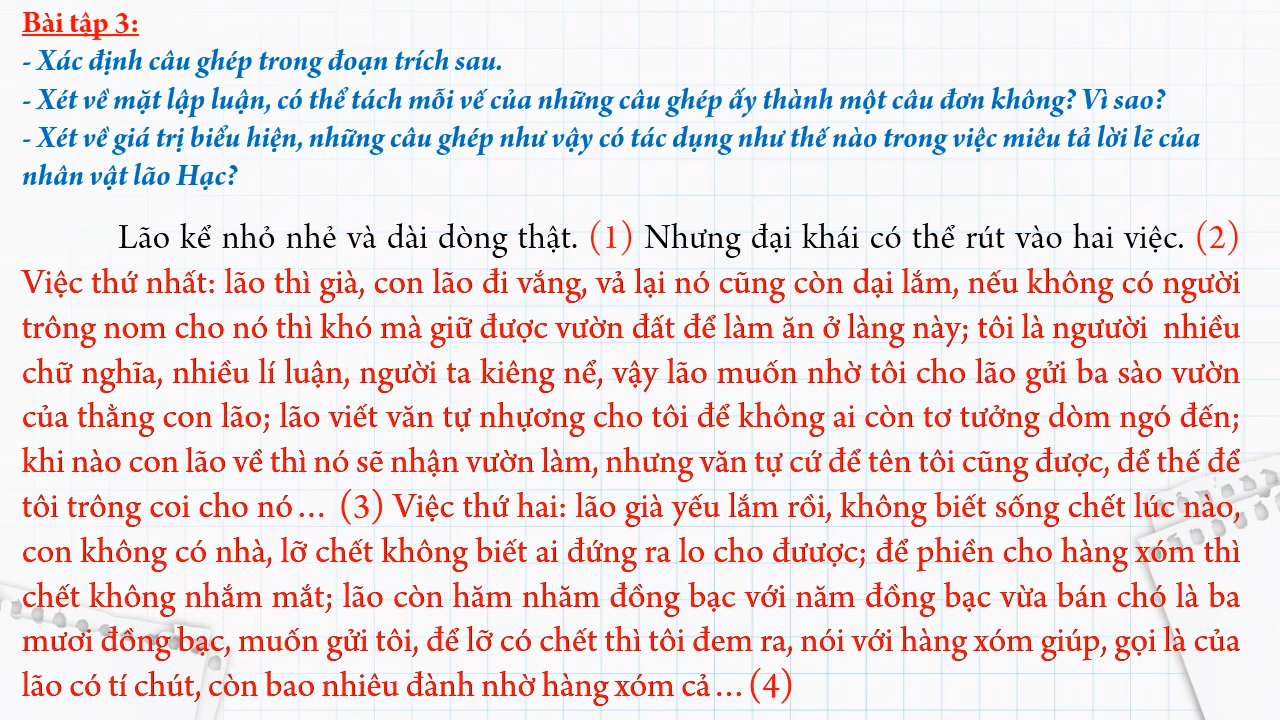 Bài tập 3:
- Xác định câu ghép trong đoạn trích sau.
- Xét về mặt lập luận, có thể tách mỗi vế của những câu ghép ấy thành một câu đơn không? Vì sao?
- Xét về giá trị biểu hiện, những câu ghép như vậy có tác dụng như thế nào trong việc miêu tả lời lẽ của
nhân vật lão Hạc?
Lão kể nhỏ nhẻ và dài dòng thật. (1) Nhưng đại khái có thể rút vào hai việc. (2)
Việc thứ nhất: lão thì già, con lão đi vắng, vả lại nó cũng còn dại lắm, nếu không có người
trông nom cho nó thì khó mà giữ được vườn đất để làm ăn ở làng này; tôi là ngưười nhiều
chữ nghĩa, nhiều lí luận, người ta kiêng nể, vậy lão muốn nhờ tôi cho lão gửi ba sào vườn
của thằng con lão; lão viết văn tự nhượng cho tôi để không ai còn tơ tưởng dòm ngó đến;
khi nào con lão về thì nó sẽ nhận vườn làm, nhưng văn tự cứ để tên tôi cũng được, để thế để
tôi trông coi cho nó... (3) Việc thứ hai: lão già yếu lắm rồi, không biết sống chết lúc nào,
con không có nhà, lỡ chết không biết ai đứng ra lo cho đưược; để phiền cho hàng xóm thì
chết không nhắm mắt; lão còn hăm nhăm đồng bạc với năm đồng bạc vừa bán chó là ba
mươi đồng bạc, muốn gửi tôi, để lỡ có chết thì tôi đem ra, nói với hàng xóm giúp, gọi là của
lão có tí chút, còn bao nhiêu đành nhờ hàng xóm cả... (4)